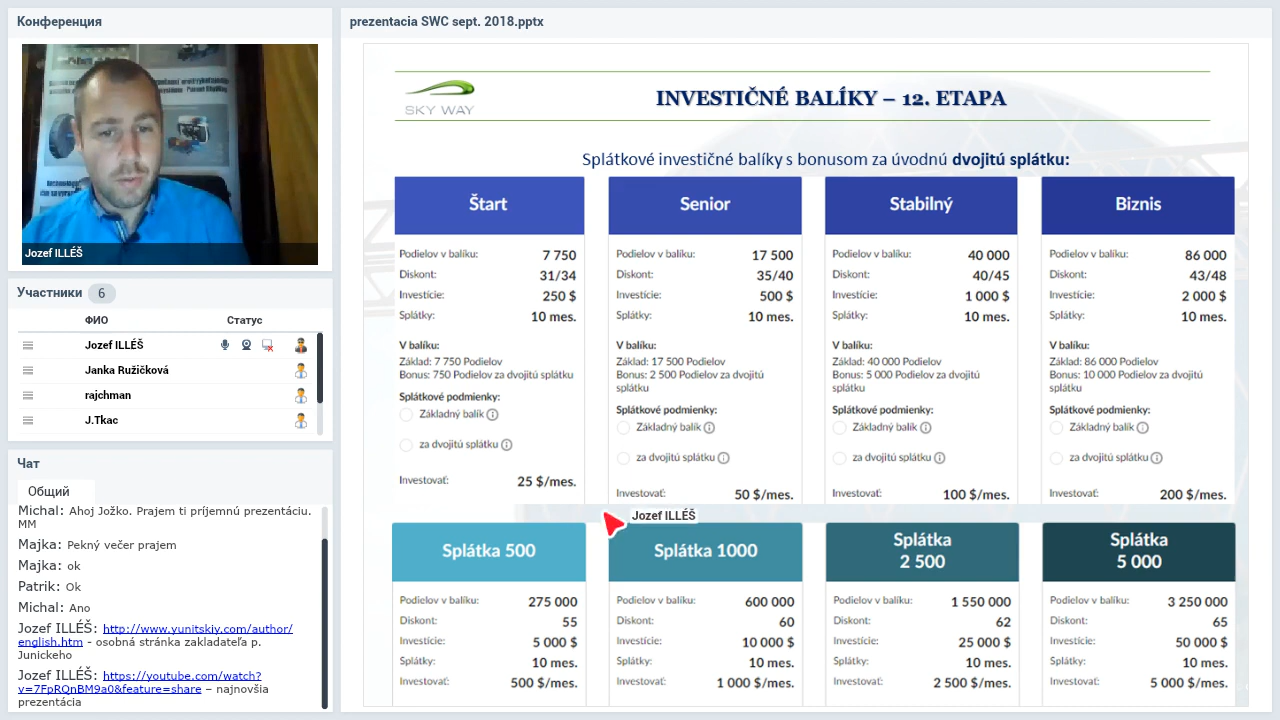 Конференция
Jozef ILLÉŠ
Участники 6
ФИО Статус
Jozef ILLÉŠ
Janka Ružičková
rajchman
J.Tkac
Чат
Общий
Michal: Ahoj Jožko. Prajem ti príjemnú prezentáciu.
MM
Majka: Pekný večer prajem
Majka: ok
Patrik: Ok
Michal: Ano
Jozef ILLÉŠ: http://www.yunitskiy.com/author/
english.htm - osobná stránka zakladateľa p.
Junickeho
Jozef ILLÉŠ: https://youtube.com/watch?
v=7FpRQnBM9a0&feature=share – najnovšia
prezentácia
prezentacia SWC sept. 2018.pptx
SKY WAY
INVESTIČNÉ BALÍKY – 12. ETAPA
Splátkové investičné balíky s bonusom za úvodnú dvojitú splátku:
Štart
Podielov v balíku: 7 750
Diskont: 31/34
Investície: 250 $
Splátky: 10 mes.
V balíku:
Základ: 7 750 Podielov
Bonus: 750 Podielov za dvojitú splátku
Splátkové podmienky:
Základný balík
za dvojitú splátku
Investovať: 25 $/mes.
Senior
Podielov v balíku: 17 500
Diskont: 35/40
Investície: 500 $
Splátky: 10 mes.
V balíku:
Základ: 17 500 Podielov
Bonus: 2 500 Podielov za dvojitú
splátku
Splátkové podmienky:
Základný balík
za dvojitú splátku
Investovať: 50 $/mes.
Stabilný
Podielov v balíku: 40 000
Diskont: 40/45
Investície: 1 000 $
Splátky: 10 mes.
V balíku:
Základ: 40 000 Podielov
Bonus: 5 000 Podielov za dvojitú
splátku
Splátkové podmienky:
Základný balík
za dvojitú splátku
Investovať: 100 $/mes.
Biznis
Podielov v balíku: 86 000
Diskont: 43/48
Investície: 2 000 $
Splátky: 10 mes.
V balíku:
Základ: 86 000 Podielov
Bonus: 10 000 Podielov za dvojitú
splátku
Splátkové podmienky:
Základný balík
za dvojitú splátku
Investovať: 200 $/mes.
Jozef ILLÉŠ
Splátka 500
Podielov v balíku: 275 000
Diskont: 55
Investície: 5 000 $
Splátky: 10 mes.
Investovať: 500 $/mes.
Splátka 1000
Podielov v balíku: 600 000
Diskont: 60
Investície: 10 000 $
Splátky: 10 mes.
Investovať: 1 000 $/mes.
Splátka
2 500
Podielov v balíku: 1 550 000
Diskont: 62
Investície: 25 000 $
Splátky: 10 mes.
Investovať: 2 500 $/mes.
Splátka
5 000
Podielov v balíku: 3 250 000
Diskont: 65
Investície: 50 000 $
Splátky: 10 mes.
Investovať: 5 000 $/mes.